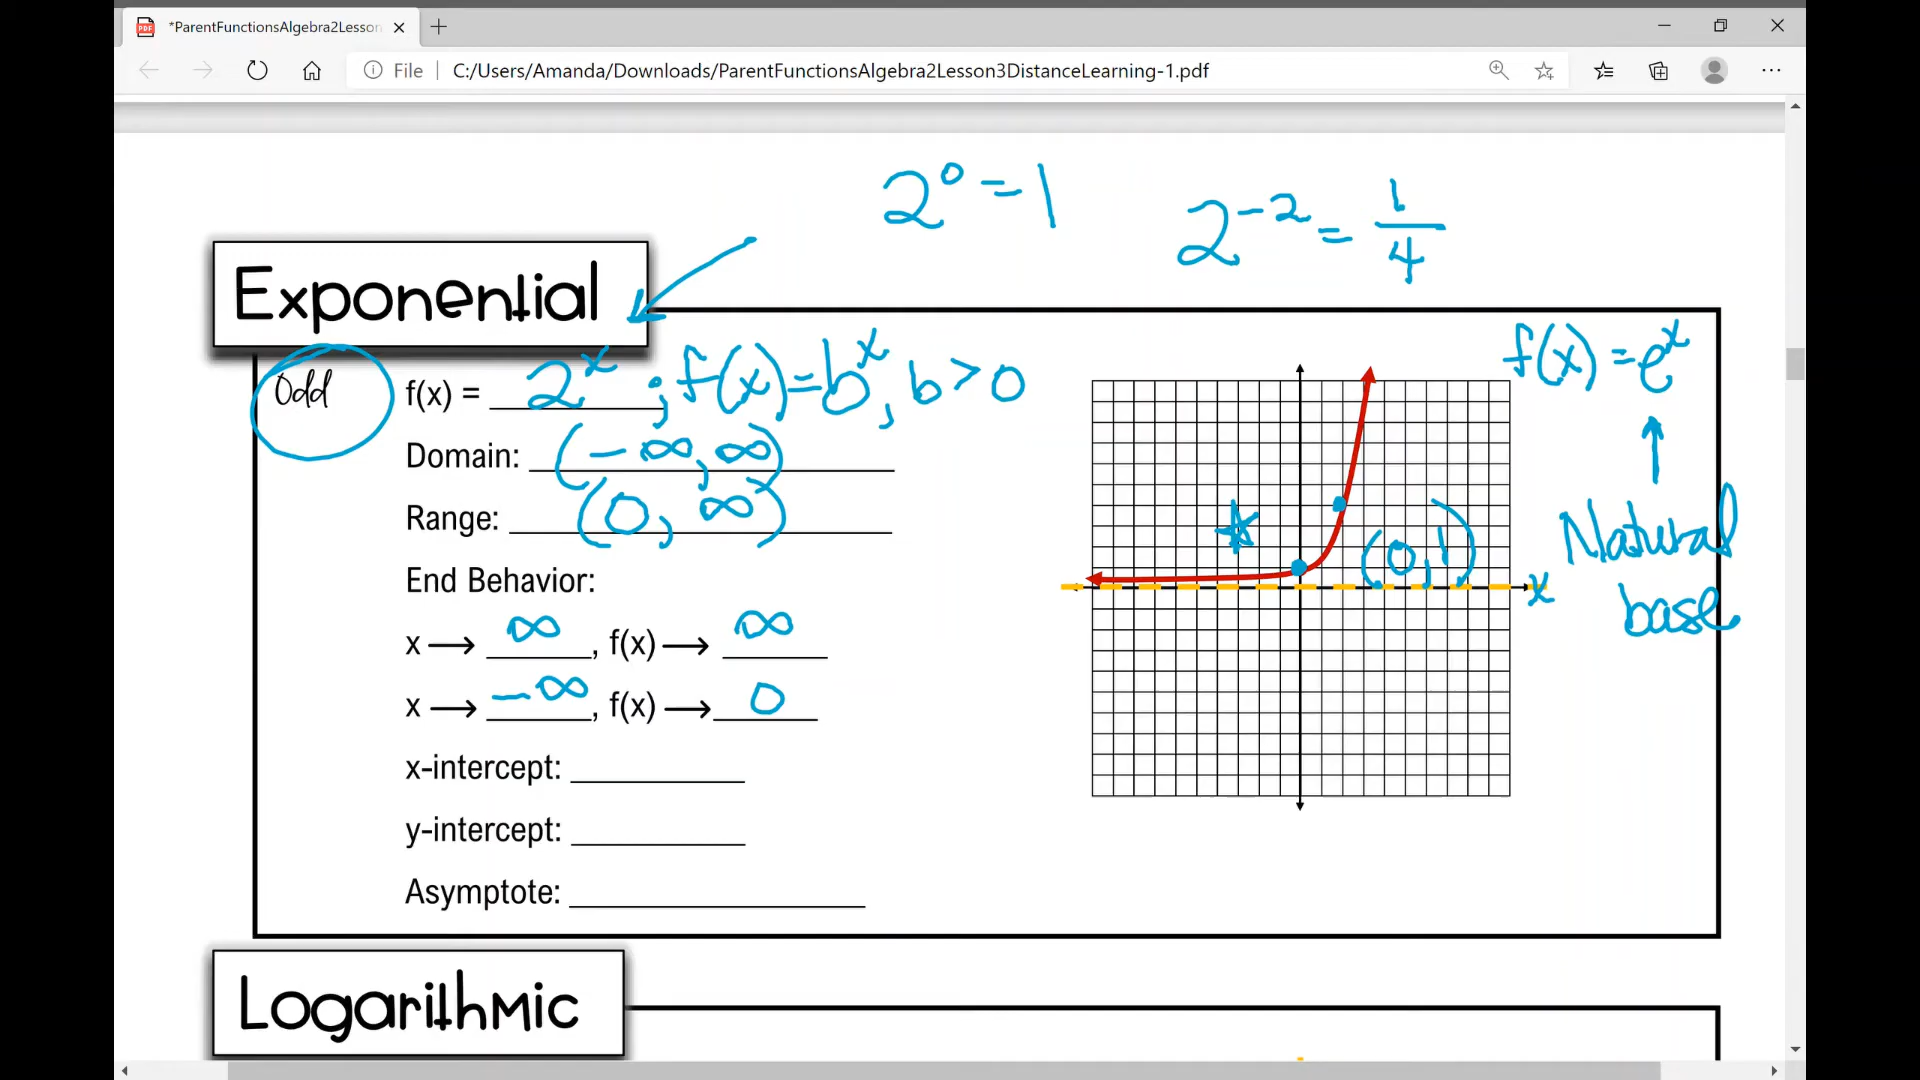 *ParentFunctionsAlgebra2Lesson
File C:/Users/Amanda/Downloads/ParentFunctionsAlgebra2Lesson3DistanceLearning-1.pdf
2⁰ = 1
2⁻² = 1/4
Exponential
Odd
f(x) = 2ˣ ; f(x) = bˣ, b > 0
f(x) = eˣ
Domain: (-∞, ∞)
Range: (0, ∞)
(0, 1)
Natural
base
x
End Behavior:
x → ∞, f(x) → ∞
x → -∞, f(x) → 0
x-intercept:
y-intercept:
Asymptote:
Logarithmic